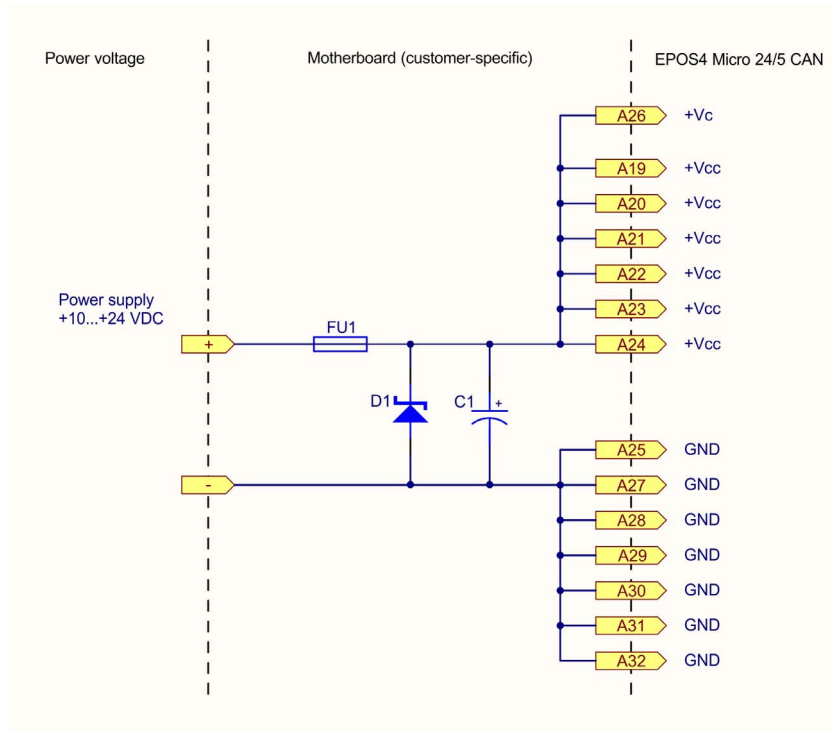 Power voltage
Motherboard (customer-specific)
EPOS4 Micro 24/5 CAN
A26 +Vc
A19 +Vcc
A20 +Vcc
A21 +Vcc
A22 +Vcc
Power supply
+10...+24 VDC
A23 +Vcc
FU1
+
A24 +Vcc
D1
C1 +
A25 GND
-
A27 GND
A28 GND
A29 GND
A30 GND
A31 GND
A32 GND